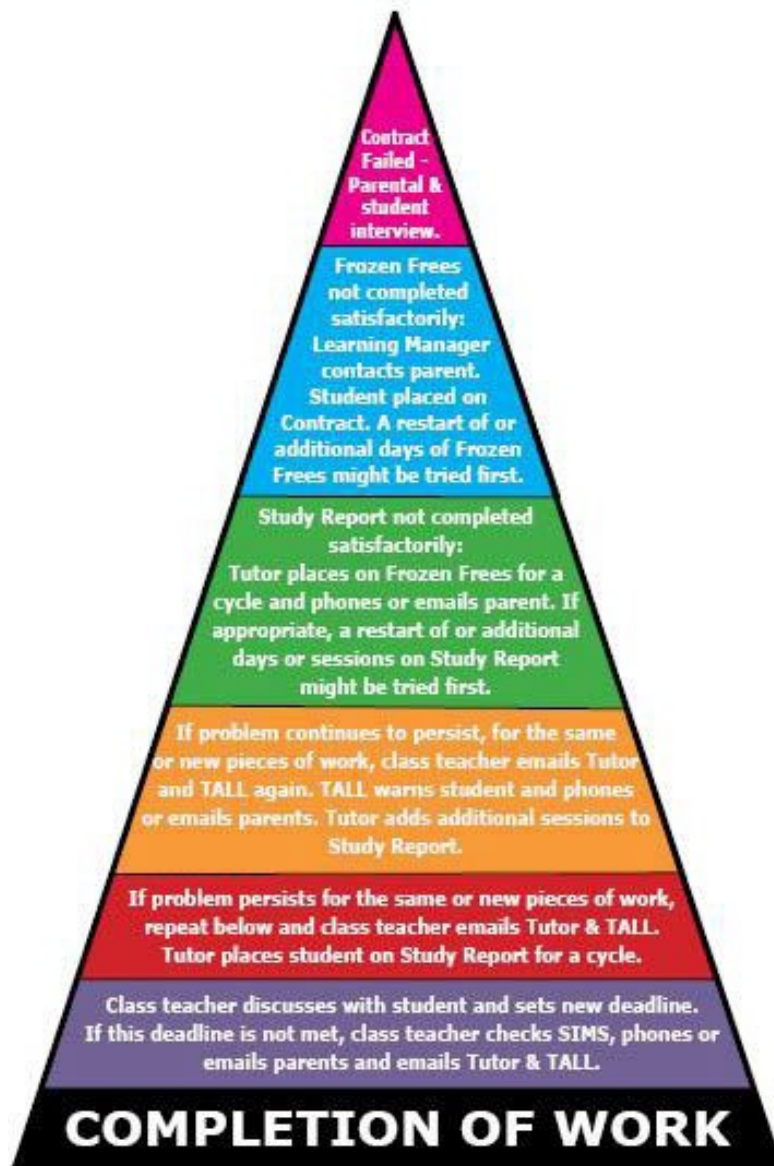 Contract
Failed -
Parental &
student
interview.
Frozen Frees
not completed
satisfactorily:
Learning Manager
contacts parent.
Student placed on
Contract. A restart of or
additional days of Frozen
Frees might be tried first.
Study Report not completed
satisfactorily:
Tutor places on Frozen Frees for a
cycle and phones or emails parent. If
appropriate, a restart of or additional
days or sessions on Study Report
might be tried first.
If problem continues to persist, for the same
or new pieces of work, class teacher emails Tutor
and TALL again. TALL warns student and phones
or emails parents. Tutor adds additional sessions to
Study Report.
If problem persists for the same or new pieces of work,
repeat below and class teacher emails Tutor & TALL.
Tutor places student on Study Report for a cycle.
Class teacher discusses with student and sets new deadline.
If this deadline is not met, class teacher checks SIMS, phones or
emails parents and emails Tutor & TALL.
COMPLETION OF WORK